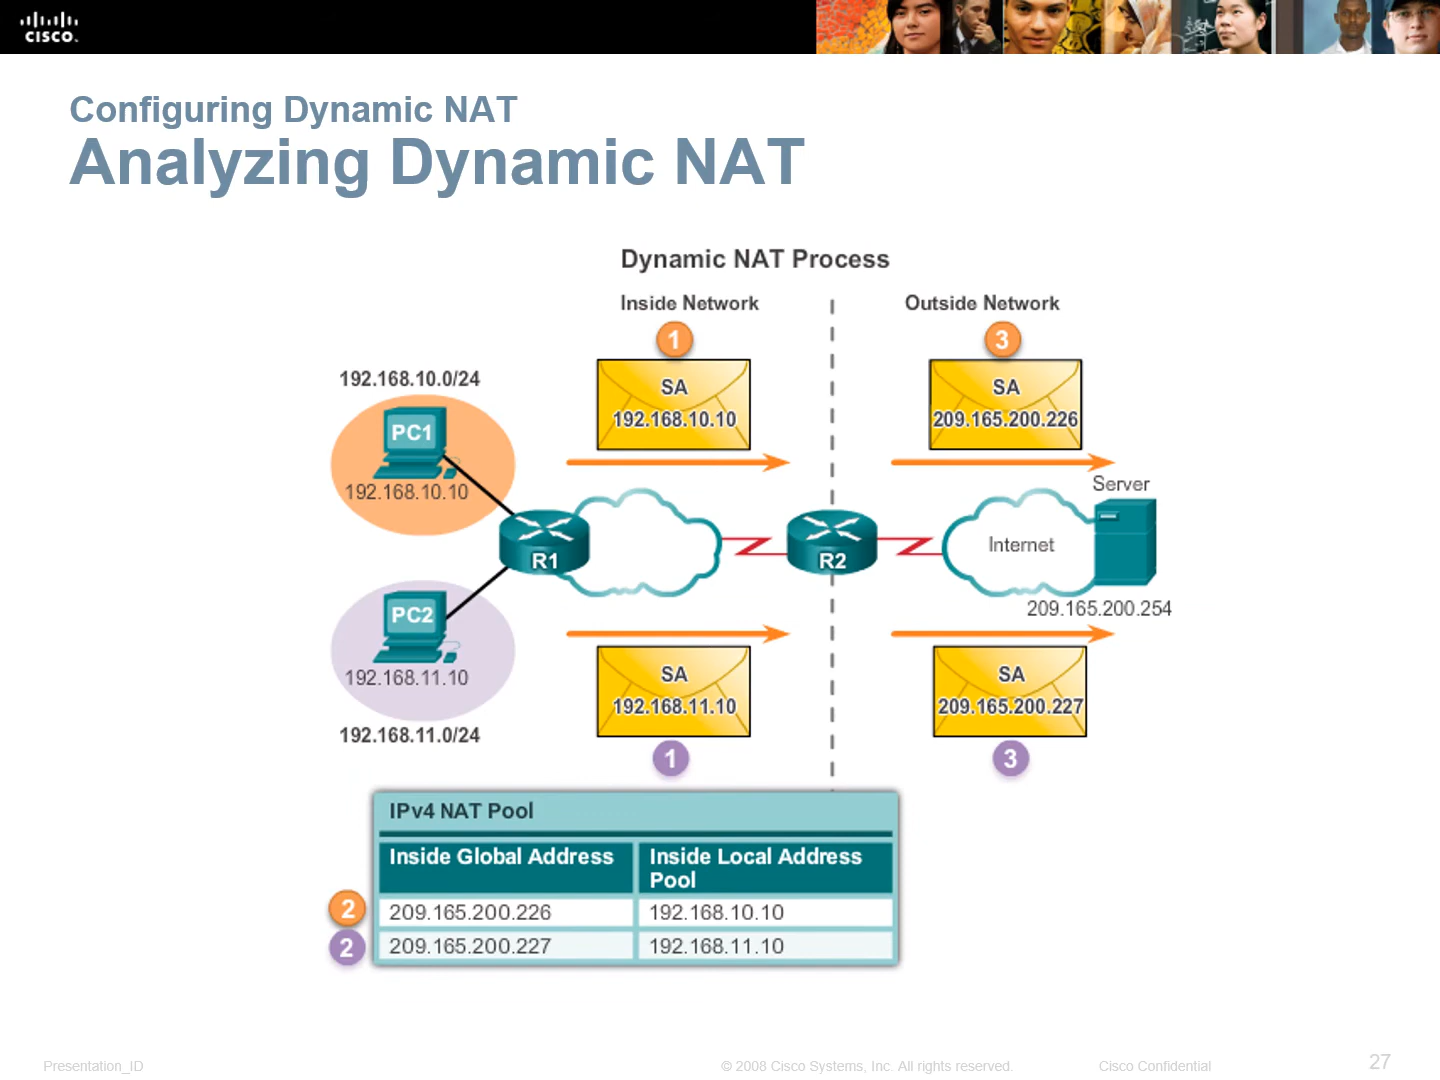 CISCO
Configuring Dynamic NAT
Analyzing Dynamic NAT
Dynamic NAT Process
Inside Network
Outside Network
1
3
192.168.10.0/24
SA
192.168.10.10
SA
209.165.200.226
PC1
192.168.10.10
Server
R1
R2
Internet
209.165.200.254
PC2
192.168.11.10
SA
192.168.11.10
SA
209.165.200.227
192.168.11.0/24
1
3
IPv4 NAT Pool
Inside Global Address
Inside Local Address
Pool
2
209.165.200.226
192.168.10.10
2
209.165.200.227
192.168.11.10
Presentation_ID
© 2008 Cisco Systems, Inc. All rights reserved.
Cisco Confidential
27